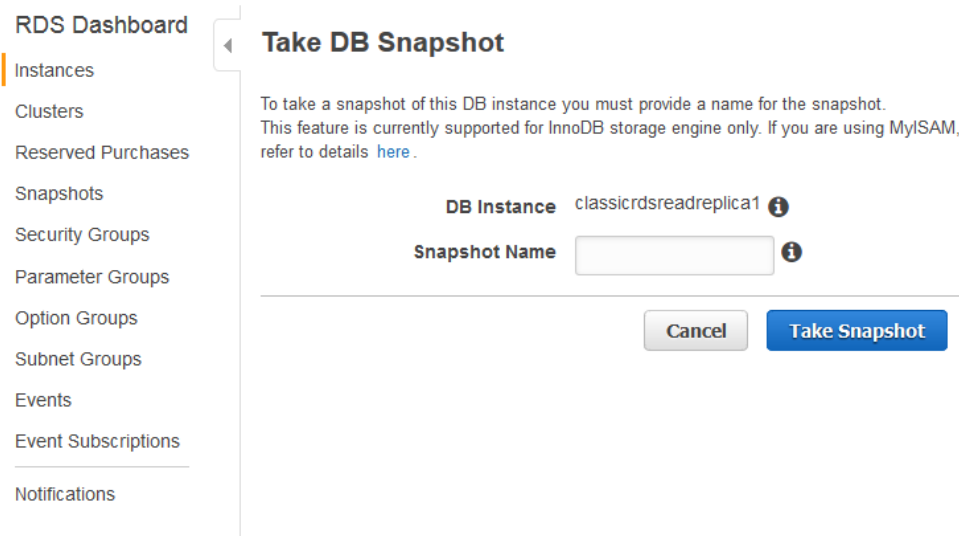 RDS Dashboard
Instances
Clusters
Reserved Purchases
Snapshots
Security Groups
Parameter Groups
Option Groups
Subnet Groups
Events
Event Subscriptions
Notifications
Take DB Snapshot
To take a snapshot of this DB instance you must provide a name for the snapshot.
This feature is currently supported for InnoDB storage engine only. If you are using MyISAM,
refer to details here .
DB Instance classicrdsreadreplica1
Snapshot Name
Cancel Take Snapshot